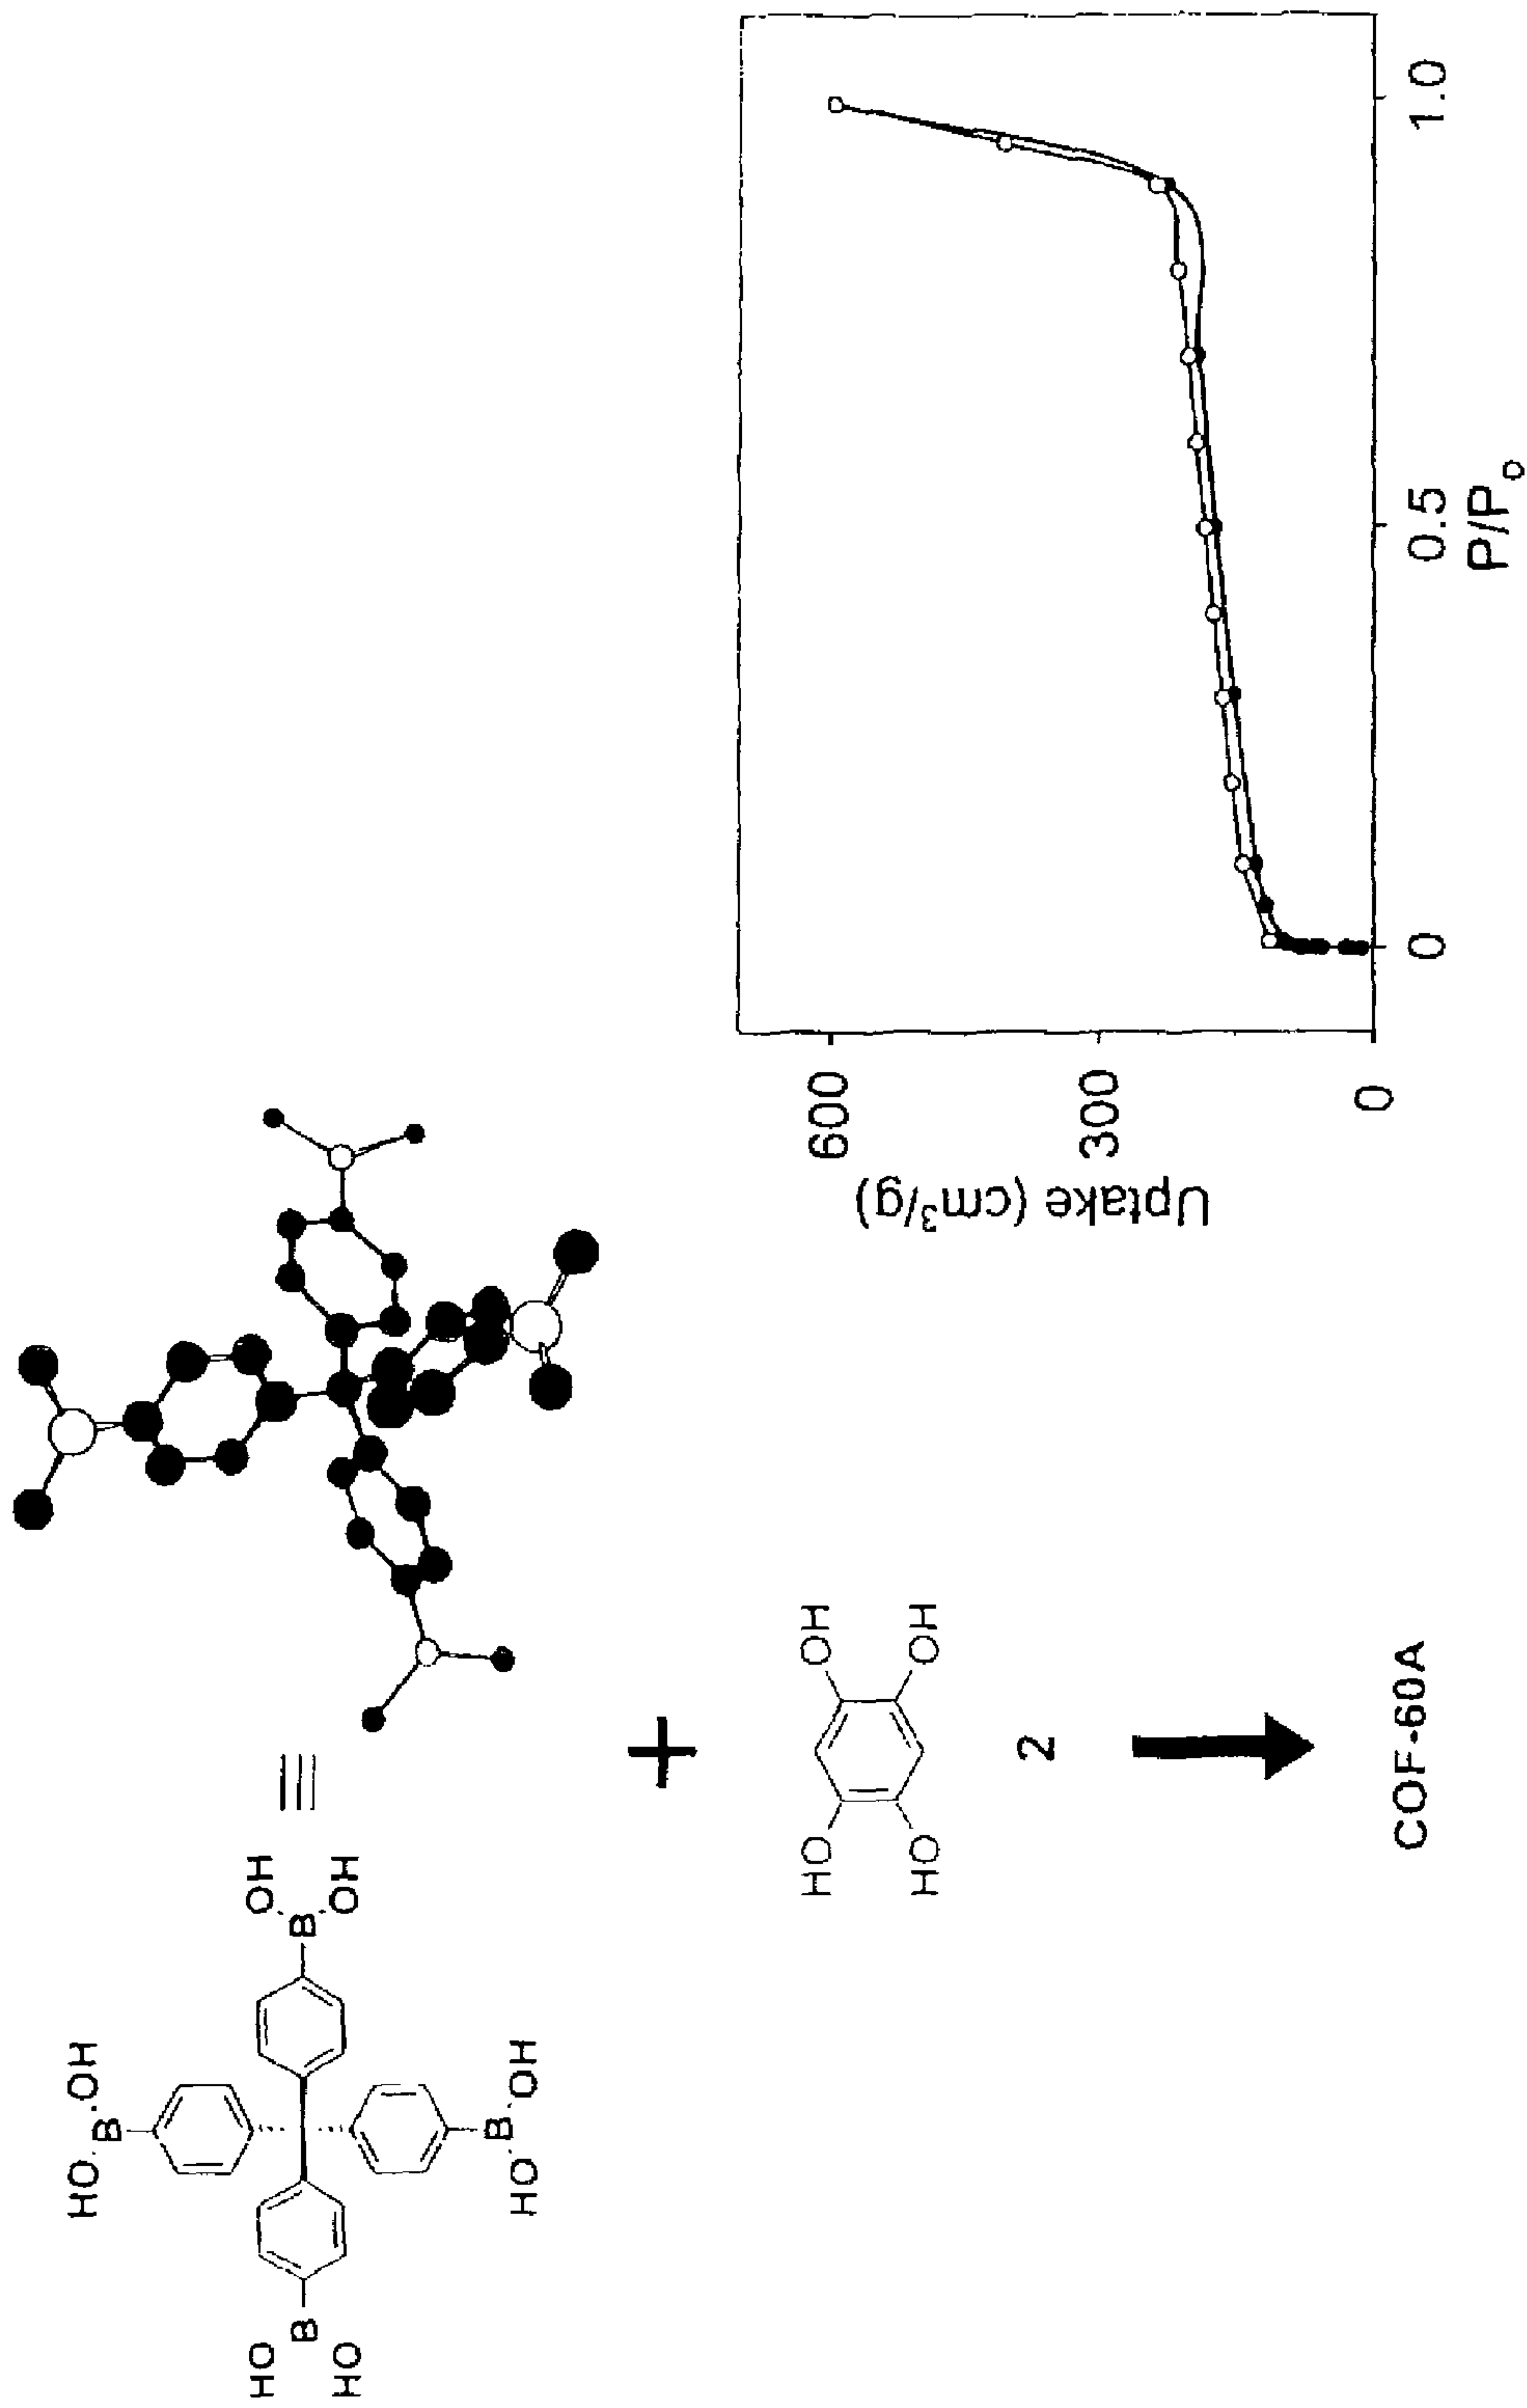 HO OH
B
HO OH
B B
HO OH
B
HO OH
≡
+
HO OH
HO OH
2
COF-60A
Uptake (cm³/g)
600
300
0
0 0.5 1.0
P/P₀